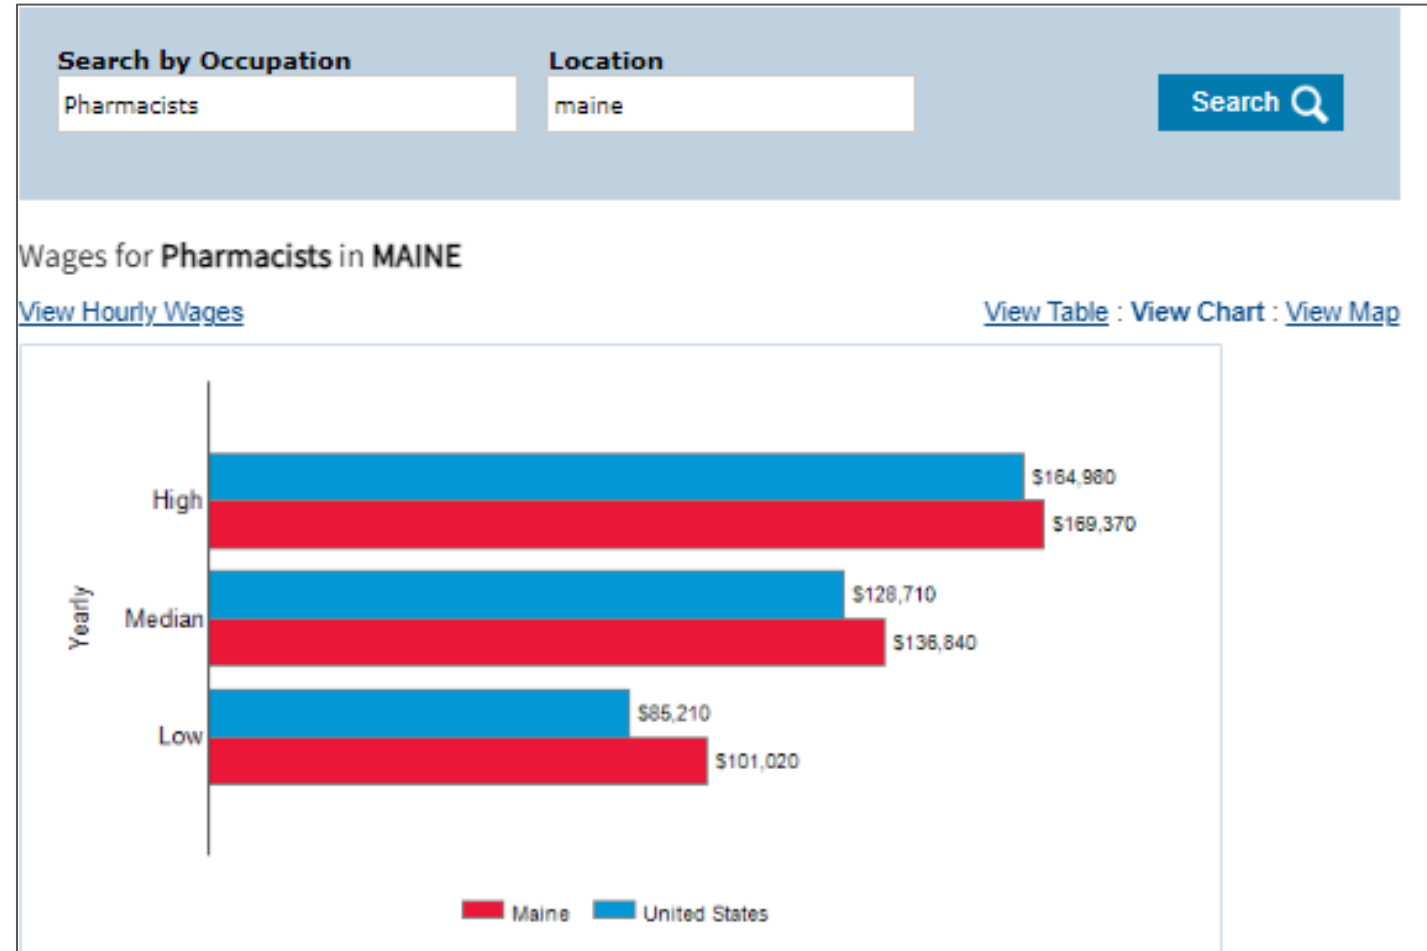 Search by Occupation Location
Pharmacists maine Search
Wages for Pharmacists in MAINE
View Hourly Wages View Table : View Chart : View Map
$164,980
High
$169,370
$128,710
Yearly
Median
$136,840
$85,210
Low
$101,020
Maine United States